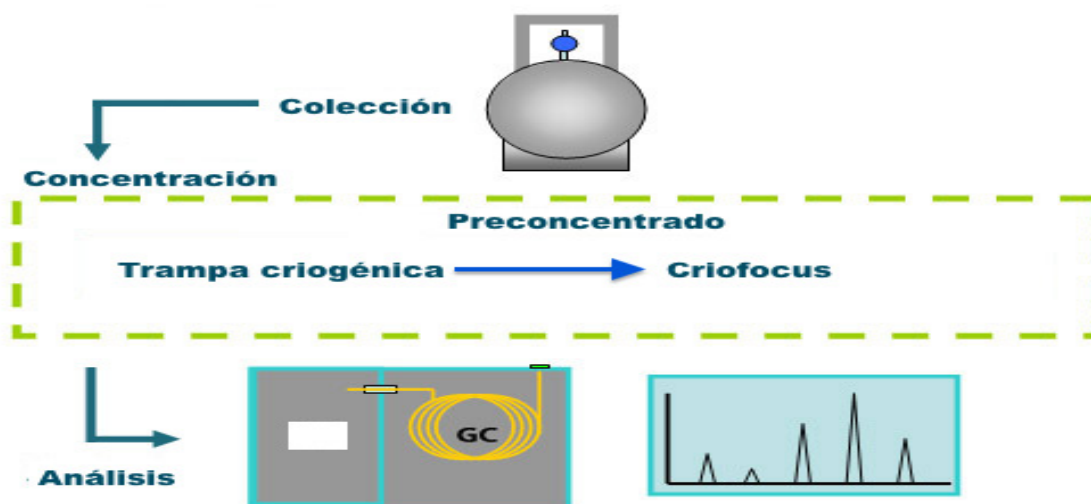 Colección
Concentración
Preconcentrado
Trampa criogénica
Criofocus
GC
Análisis